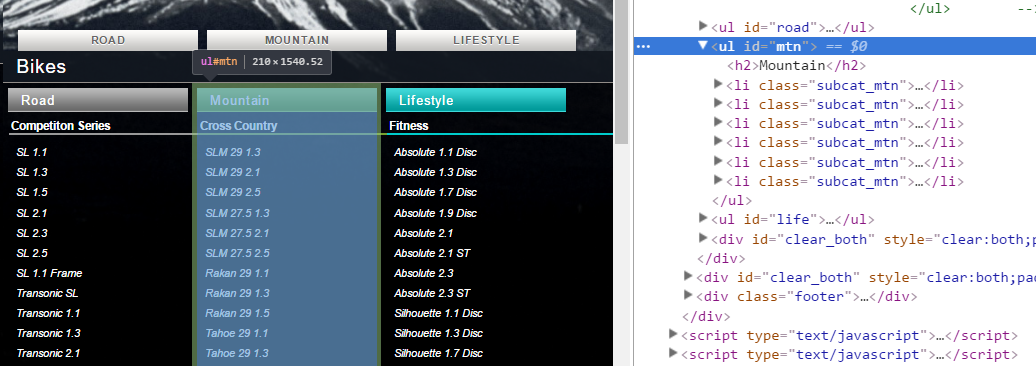 ROAD MOUNTAIN LIFESTYLE
ul#mtn 210×1540.52
Bikes
Road Mountain Lifestyle
Competiton Series Cross Country Fitness
SL 1.1 SLM 29 1.3 Absolute 1.1 Disc
SL 1.3 SLM 29 2.1 Absolute 1.3 Disc
SL 1.5 SLM 29 2.5 Absolute 1.7 Disc
SL 2.1 SLM 27.5 1.3 Absolute 1.9 Disc
SL 2.3 SLM 27.5 2.1 Absolute 2.1
SL 2.5 SLM 27.5 2.5 Absolute 2.1 ST
SL 1.1 Frame Rakan 29 1.1 Absolute 2.3
Transonic SL Rakan 29 1.3 Absolute 2.3 ST
Transonic 1.1 Rakan 29 1.5 Silhouette 1.1 Disc
Transonic 1.3 Tahoe 29 1.1 Silhouette 1.3 Disc
Transonic 2.1 Tahoe 29 1.3 Silhouette 1.7 Disc
</ul> --
<ul id="road">…</ul>
<ul id="mtn"> == $0
<h2>Mountain</h2>
<li class="subcat_mtn">…</li>
<li class="subcat_mtn">…</li>
<li class="subcat_mtn">…</li>
<li class="subcat_mtn">…</li>
<li class="subcat_mtn">…</li>
<li class="subcat_mtn">…</li>
</ul>
<ul id="life">…</ul>
<div id="clear_both" style="clear:both;p
</div>
<div id="clear_both" style="clear:both;pad
<div class="footer">…</div>
</div>
<script type="text/javascript">…</script>
<script type="text/javascript">…</script>